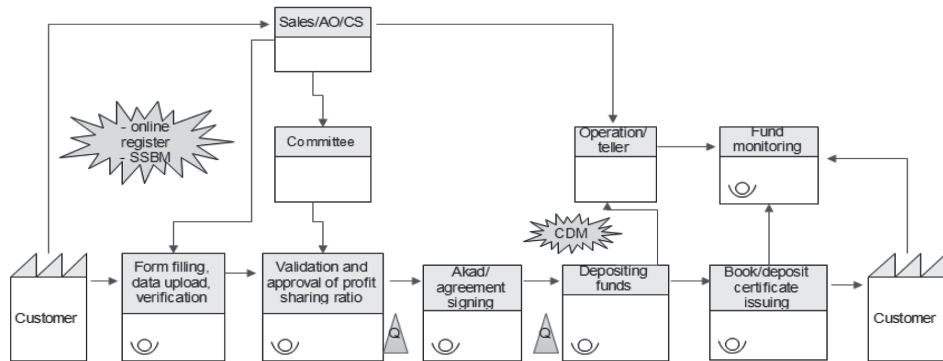 Sales/AO/CS
- online
register
- SSBM
Committee
Operation/
teller
Fund
monitoring
CDM
Customer
Form filling,
data upload,
verification
Validation and
approval of profit
sharing ratio
Q
Akad/
agreement
signing
Q
Depositing
funds
Book/deposit
certificate
issuing
Customer